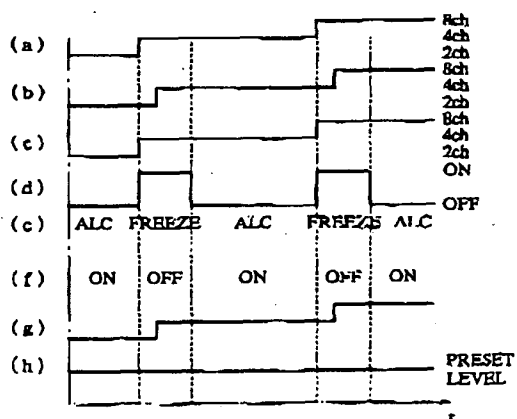 8ch
(a) 4ch
2ch
8ch
(b) 4ch
2ch
8ch
(c) 4ch
2ch
(d) ON
OFF
(c) ALC FREEZE ALC FREEZE ALC
(f) ON OFF ON OFF ON
(g)
(h) PRESET
LEVEL
t